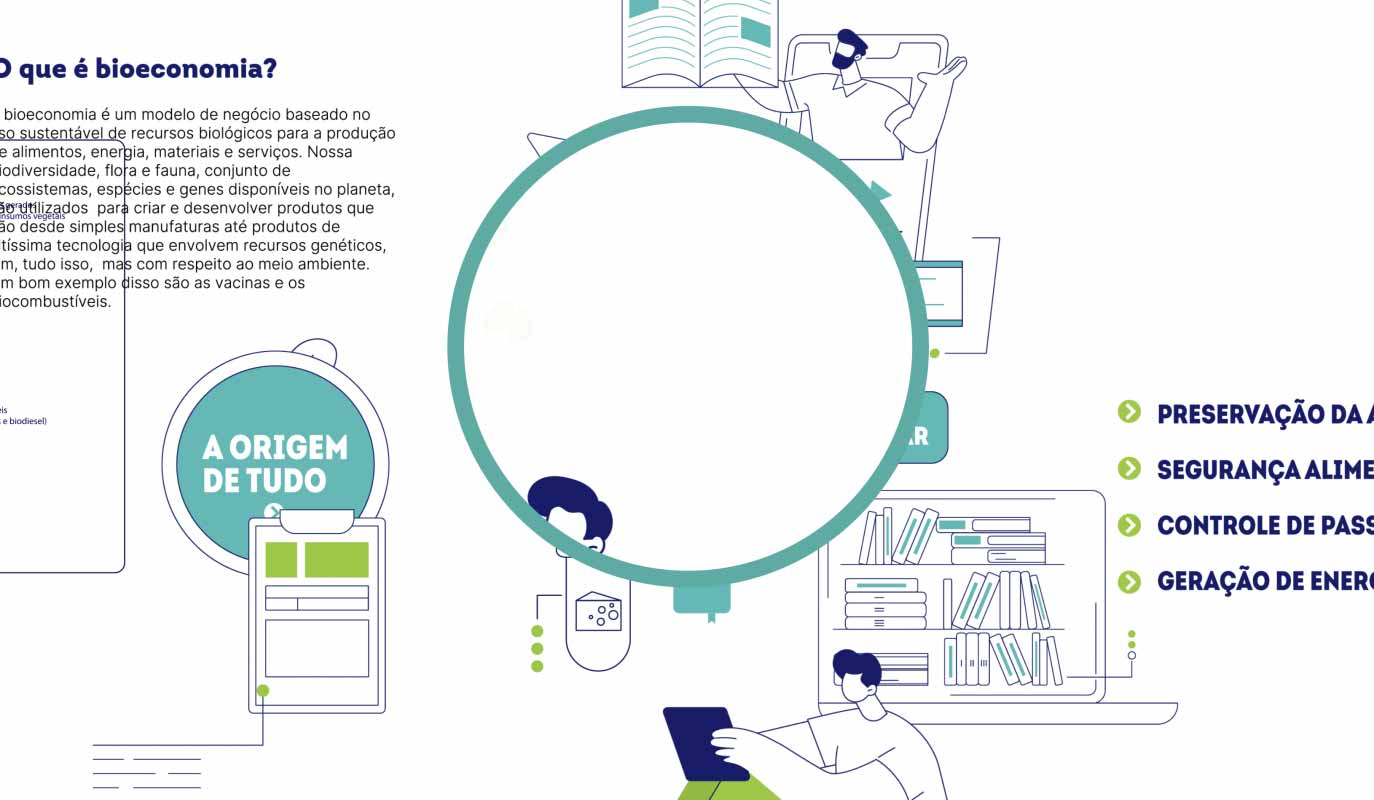 O que é bioeconomia?
bioeconomia é um modelo de negócio baseado no
so sustentável de recursos biológicos para a produção
e alimentos, energia, materiais e serviços. Nossa
iodiversidade, flora e fauna, conjunto de
cossistemas, espécies e genes disponíveis no planeta,
ão utilizados para criar e desenvolver produtos que
ão desde simples manufaturas até produtos de
ltíssima tecnologia que envolvem recursos genéticos,
m, tudo isso, mas com respeito ao meio ambiente.
m bom exemplo disso são as vacinas e os
iocombustíveis.
gerados
insumos vegetais
eis
s e biodiesel)
A ORIGEM
DE TUDO
AR
PRESERVAÇÃO DA A
SEGURANÇA ALIME
CONTROLE DE PASS
GERAÇÃO DE ENERG